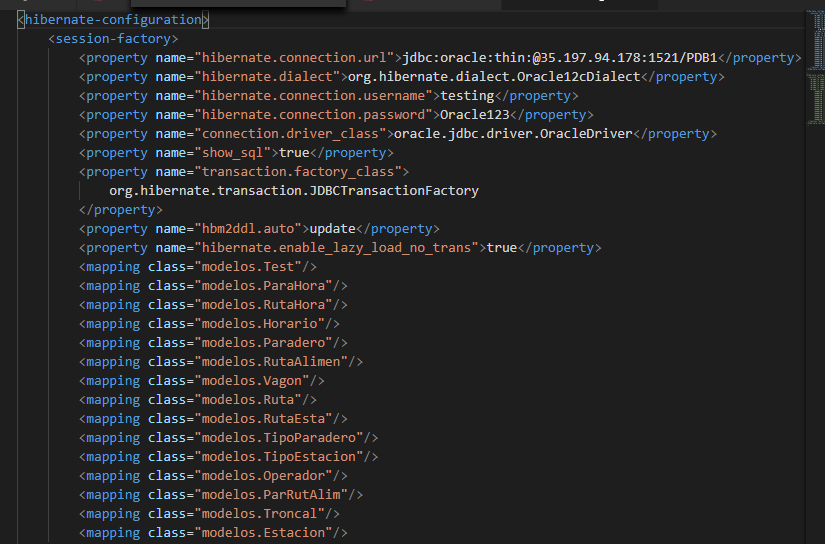 <hibernate-configuration>
<session-factory>
<property name="hibernate.connection.url">jdbc:oracle:thin:@35.197.94.178:1521/PDB1</property>
<property name="hibernate.dialect">org.hibernate.dialect.Oracle12cDialect</property>
<property name="hibernate.connection.username">testing</property>
<property name="hibernate.connection.password">Oracle123</property>
<property name="connection.driver_class">oracle.jdbc.driver.OracleDriver</property>
<property name="show_sql">true</property>
<property name="transaction.factory_class">
org.hibernate.transaction.JDBCTransactionFactory
</property>
<property name="hbm2ddl.auto">update</property>
<property name="hibernate.enable_lazy_load_no_trans">true</property>
<mapping class="modelos.Test"/>
<mapping class="modelos.ParaHora"/>
<mapping class="modelos.RutaHora"/>
<mapping class="modelos.Horario"/>
<mapping class="modelos.Paradero"/>
<mapping class="modelos.RutaAlimen"/>
<mapping class="modelos.Vagon"/>
<mapping class="modelos.Ruta"/>
<mapping class="modelos.RutaEsta"/>
<mapping class="modelos.TipoParadero"/>
<mapping class="modelos.TipoEstacion"/>
<mapping class="modelos.Operador"/>
<mapping class="modelos.ParRutAlim"/>
<mapping class="modelos.Troncal"/>
<mapping class="modelos.Estacion"/>